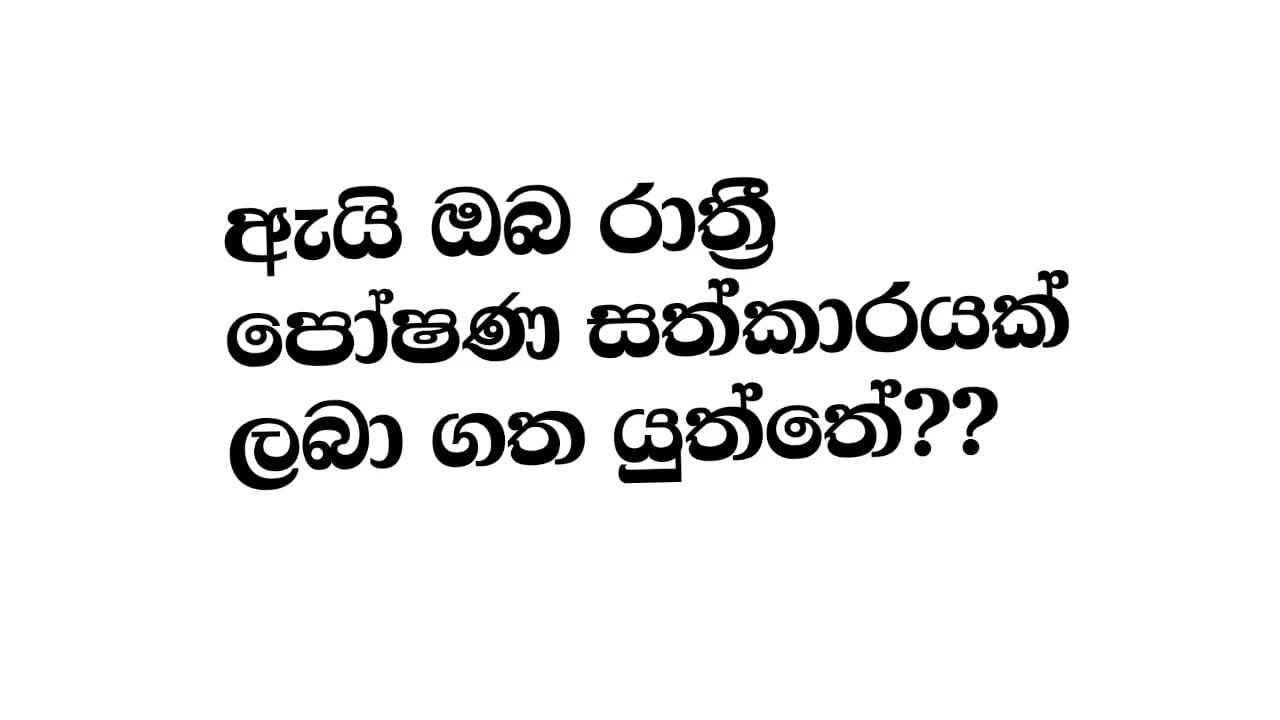 ඇයි ඔබ රාත්‍රී
පෝෂණ සත්කාරයක්
ලබා ගත යුත්තේ??